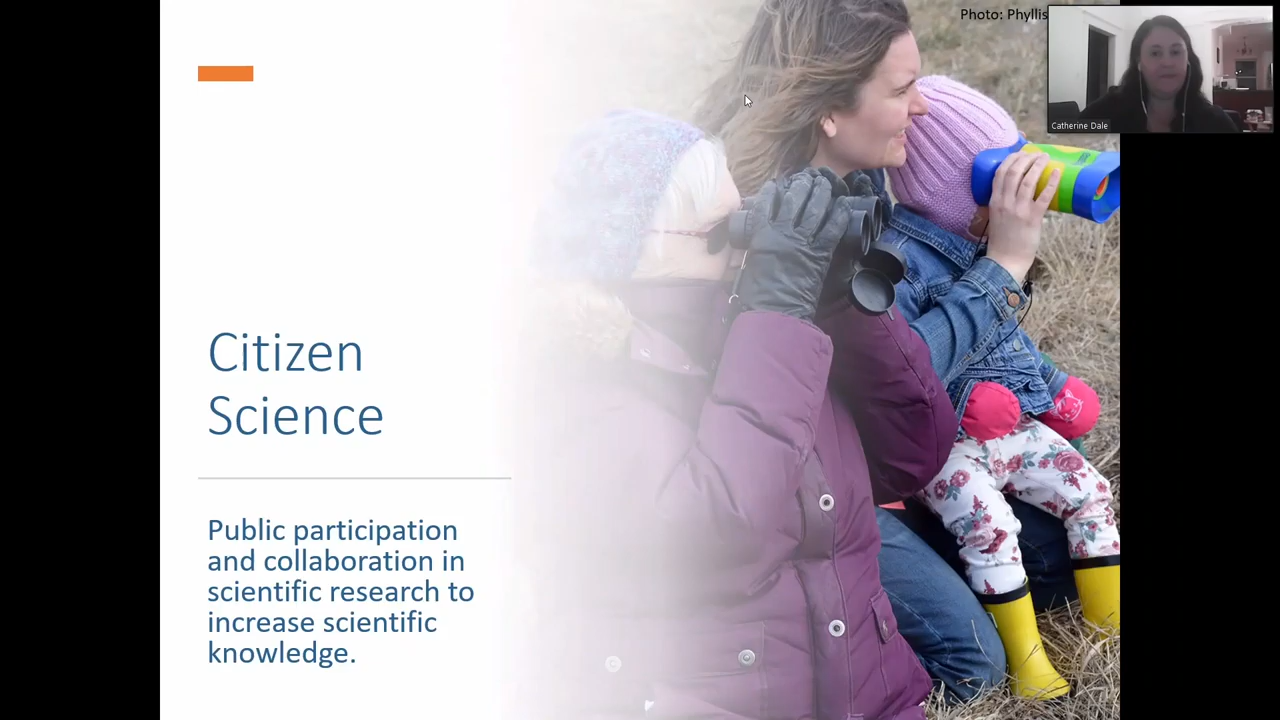 Photo: Phyllis
Catherine Dale
Citizen
Science
Public participation
and collaboration in
scientific research to
increase scientific
knowledge.